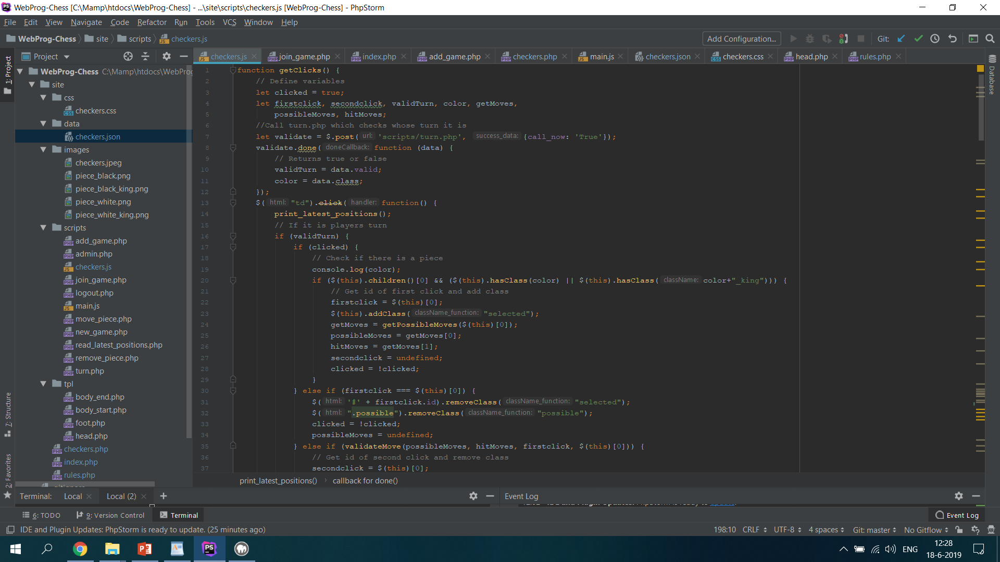 WebProg-Chess [C:\Mamp\htdocs\WebProg-Chess] - ...\site\scripts\checkers.js [WebProg-Chess] - PhpStorm
File Edit View Navigate Code Refactor Run Tools VCS Window Help
WebProg-Chess site scripts checkers.js Add Configuration... Git:
Project
checkers.js join_game.php index.php add_game.php checkers.php main.js checkers.json checkers.css head.php rules.php
1: Project
7: Structure
2: Favorites
Database
WebProg-Chess C:\Mamp\htdocs\WebProg
site
css
checkers.css
data
checkers.json
images
checkers.jpeg
piece_black.png
piece_black_king.png
piece_white.png
piece_white_king.png
scripts
add_game.php
admin.php
checkers.js
join_game.php
logout.php
main.js
move_piece.php
new_game.php
read_latest_positions.php
remove_piece.php
turn.php
tpl
body_end.php
body_start.php
foot.php
head.php
checkers.php
index.php
rules.php
1 function getClicks() {
2 // Define variables
3 let clicked = true;
4 let firstclick, secondclick, validTurn, color, getMoves,
5 possibleMoves, hitMoves;
6 //Call turn.php which checks whose turn it is
7 let validate = $.post( url: 'scripts/turn.php', success_data: {call_now: 'True'});
8 validate.done( doneCallback: function (data) {
9 // Returns true or false
10 validTurn = data.valid;
11 color = data.class;
12 });
13 $( html: "td").click( handler: function() {
14 print_latest_positions();
15 // If it is players turn
16 if (validTurn) {
17 if (clicked) {
18 // Check if there is a piece
19 console.log(color);
20 if ($(this).children()[0] && ($(this).hasClass(color) || $(this).hasClass( className: color+"_king"))) {
21 // Get id of first click and add class
22 firstclick = $(this)[0];
23 $(this).addClass( className_function: "selected");
24 getMoves = getPossibleMoves($(this)[0]);
25 possibleMoves = getMoves[0];
26 hitMoves = getMoves[1];
27 secondclick = undefined;
28 clicked = !clicked;
29 }
30 } else if (firstclick === $(this)[0]) {
31 $( html: '#' + firstclick.id).removeClass( className_function: "selected");
32 $( html: ".possible").removeClass( className_function: "possible");
33 clicked = !clicked;
34 possibleMoves = undefined;
35 } else if (validateMove(possibleMoves, hitMoves, firstclick, $(this)[0])) {
36 // Get id of second click and remove class
37 secondclick = $(this)[0];
print_latest_positions() callback for done()
Terminal: Local Local (2) + Event Log
6: TODO 9: Version Control Terminal Event Log
IDE and Plugin Updates: PhpStorm is ready to update. (25 minutes ago) 198:10 CRLF UTF-8 4 spaces Git: master No Gitflow
ENG 12:28
18-6-2019